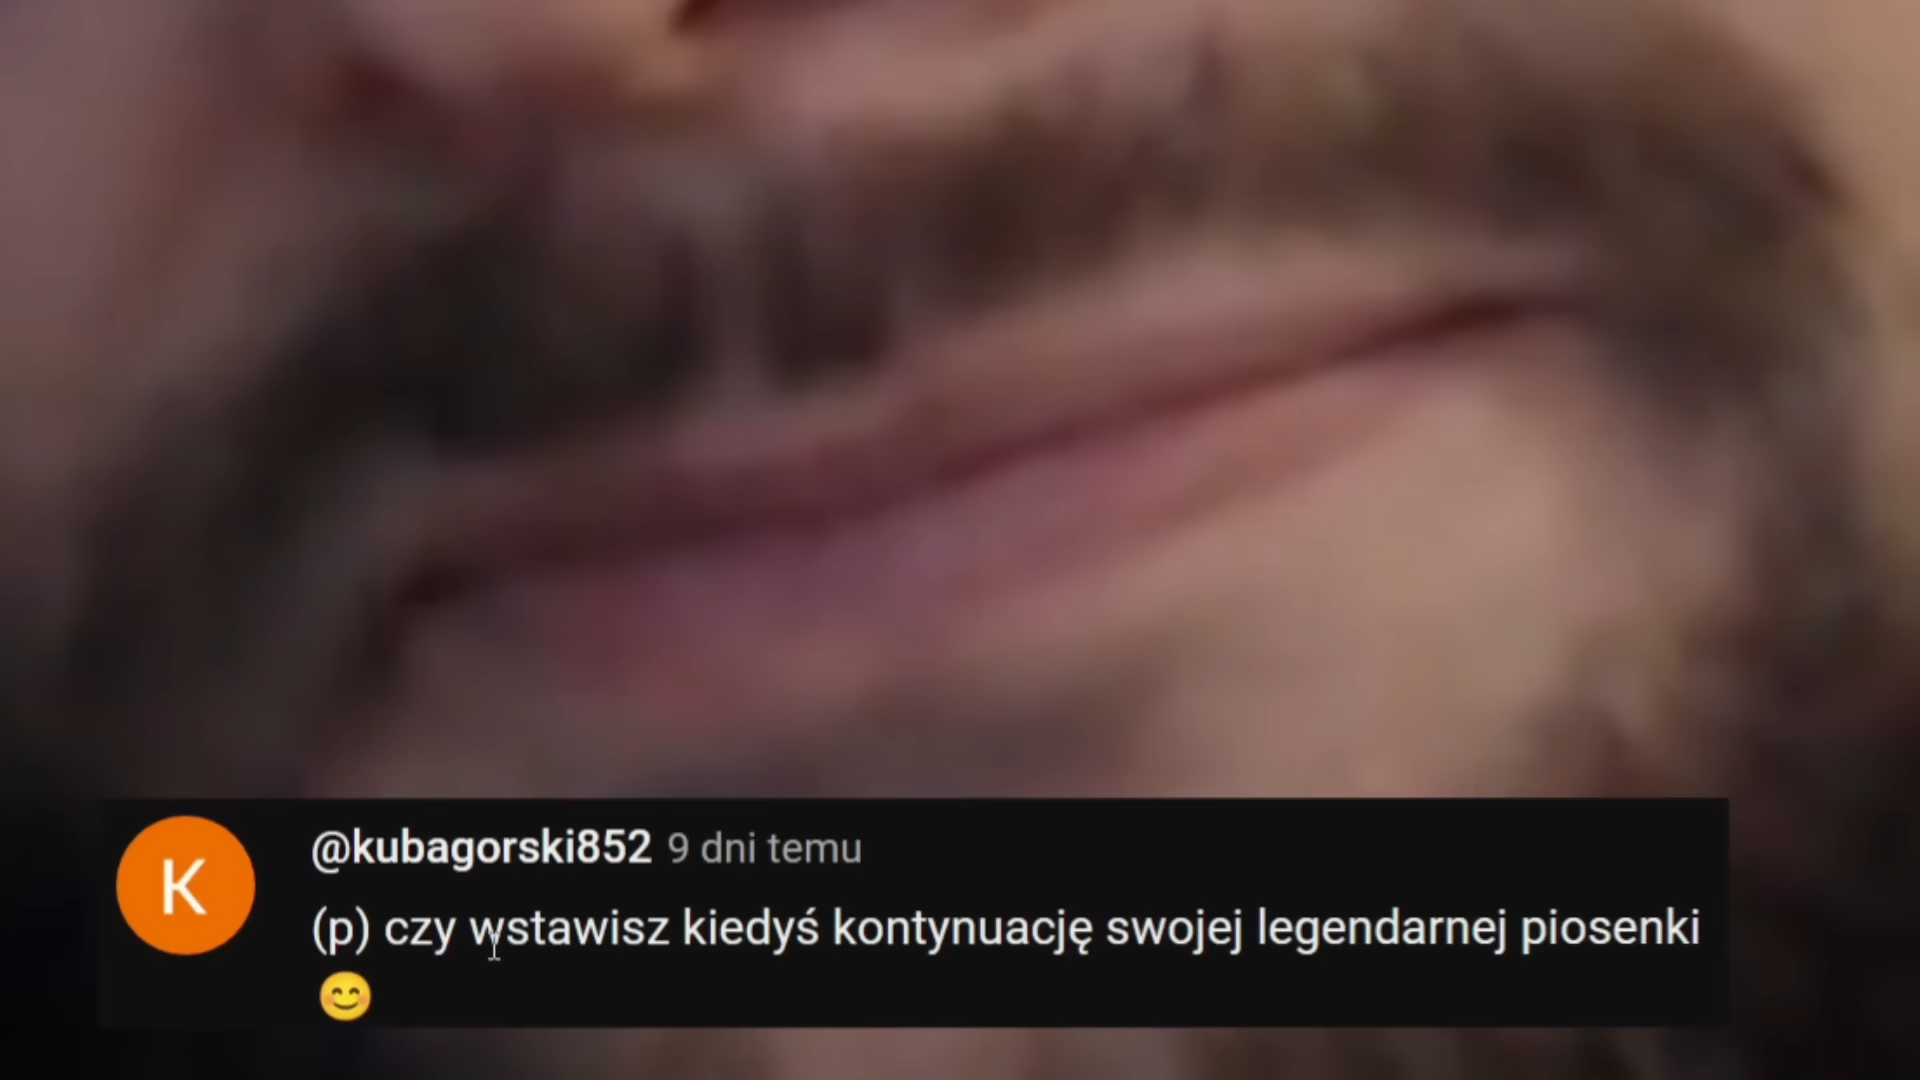 K
@kubagorski852 9 dni temu
(p) czy wstawisz kiedyś kontynuację swojej legendarnej piosenki
😊